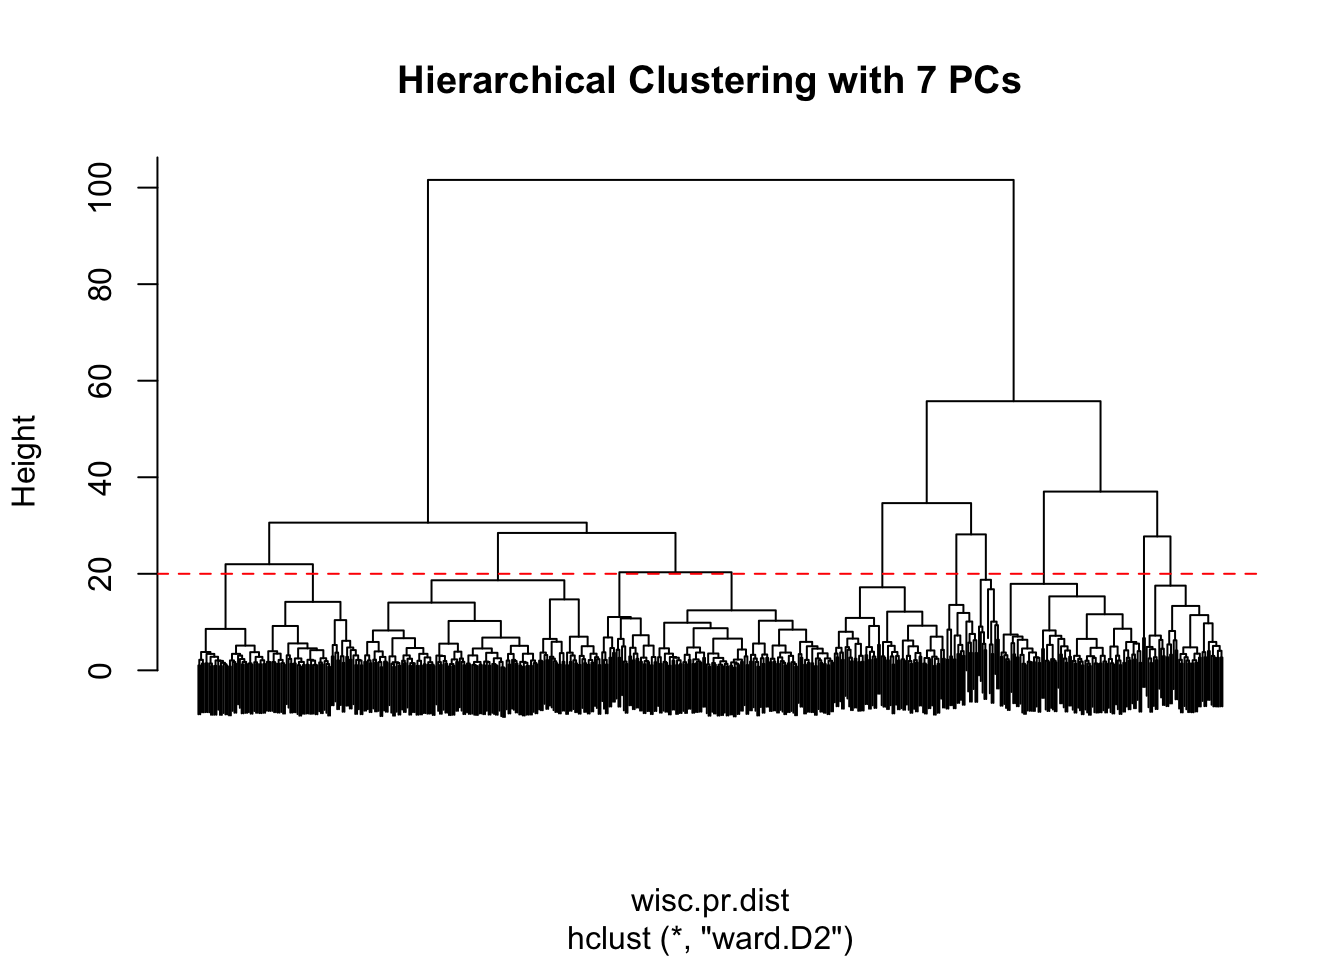 Hierarchical Clustering with 7 PCs
Height
100
80
60
40
20
0
wisc.pr.dist
hclust (*, "ward.D2")